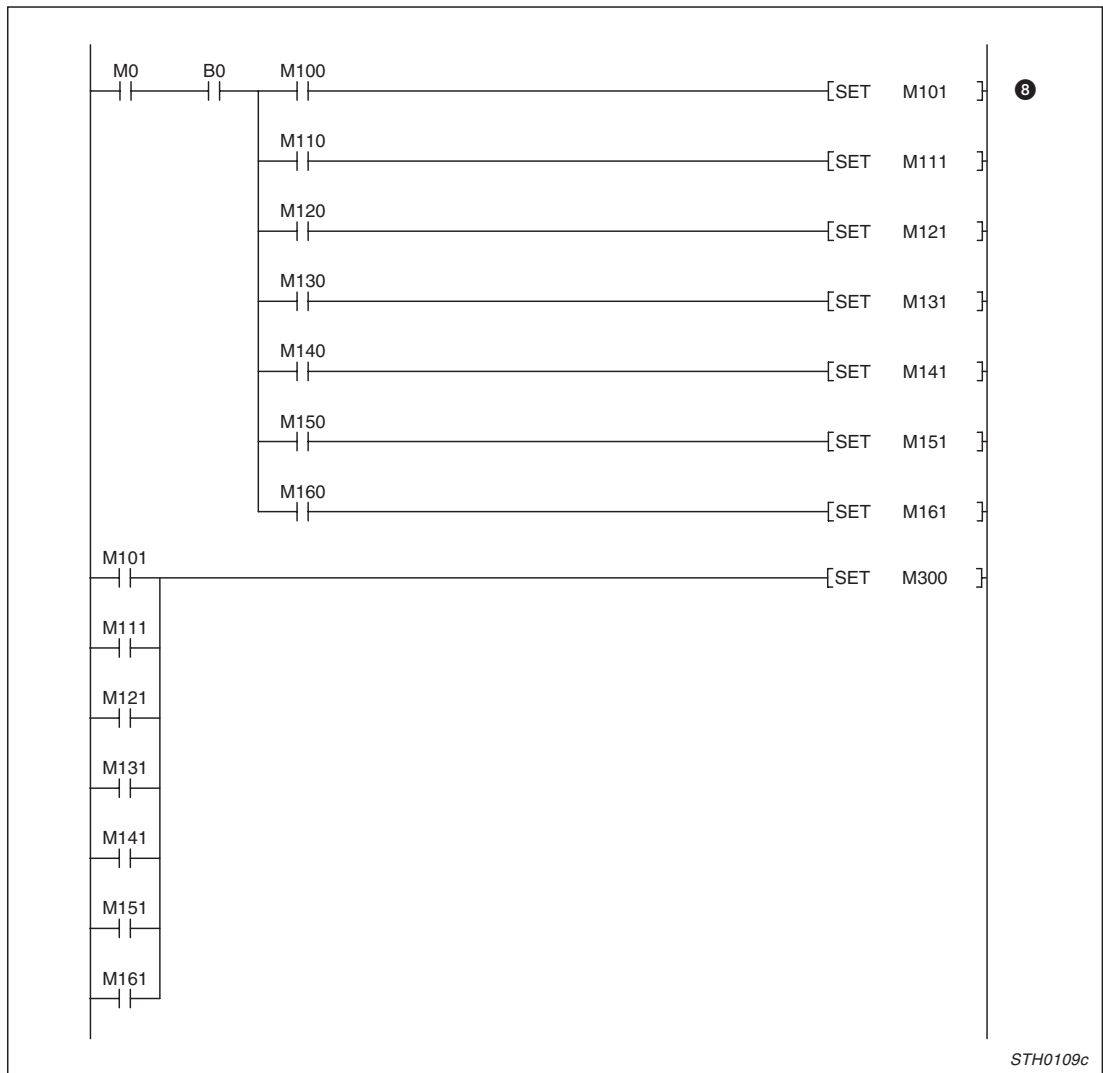 M0 B0 M100
[SET M101 ] ❽
M110
[SET M111 ]
M120
[SET M121 ]
M130
[SET M131 ]
M140
[SET M141 ]
M150
[SET M151 ]
M160
[SET M161 ]
M101
[SET M300 ]
M111
M121
M131
M141
M151
M161
STH0109c